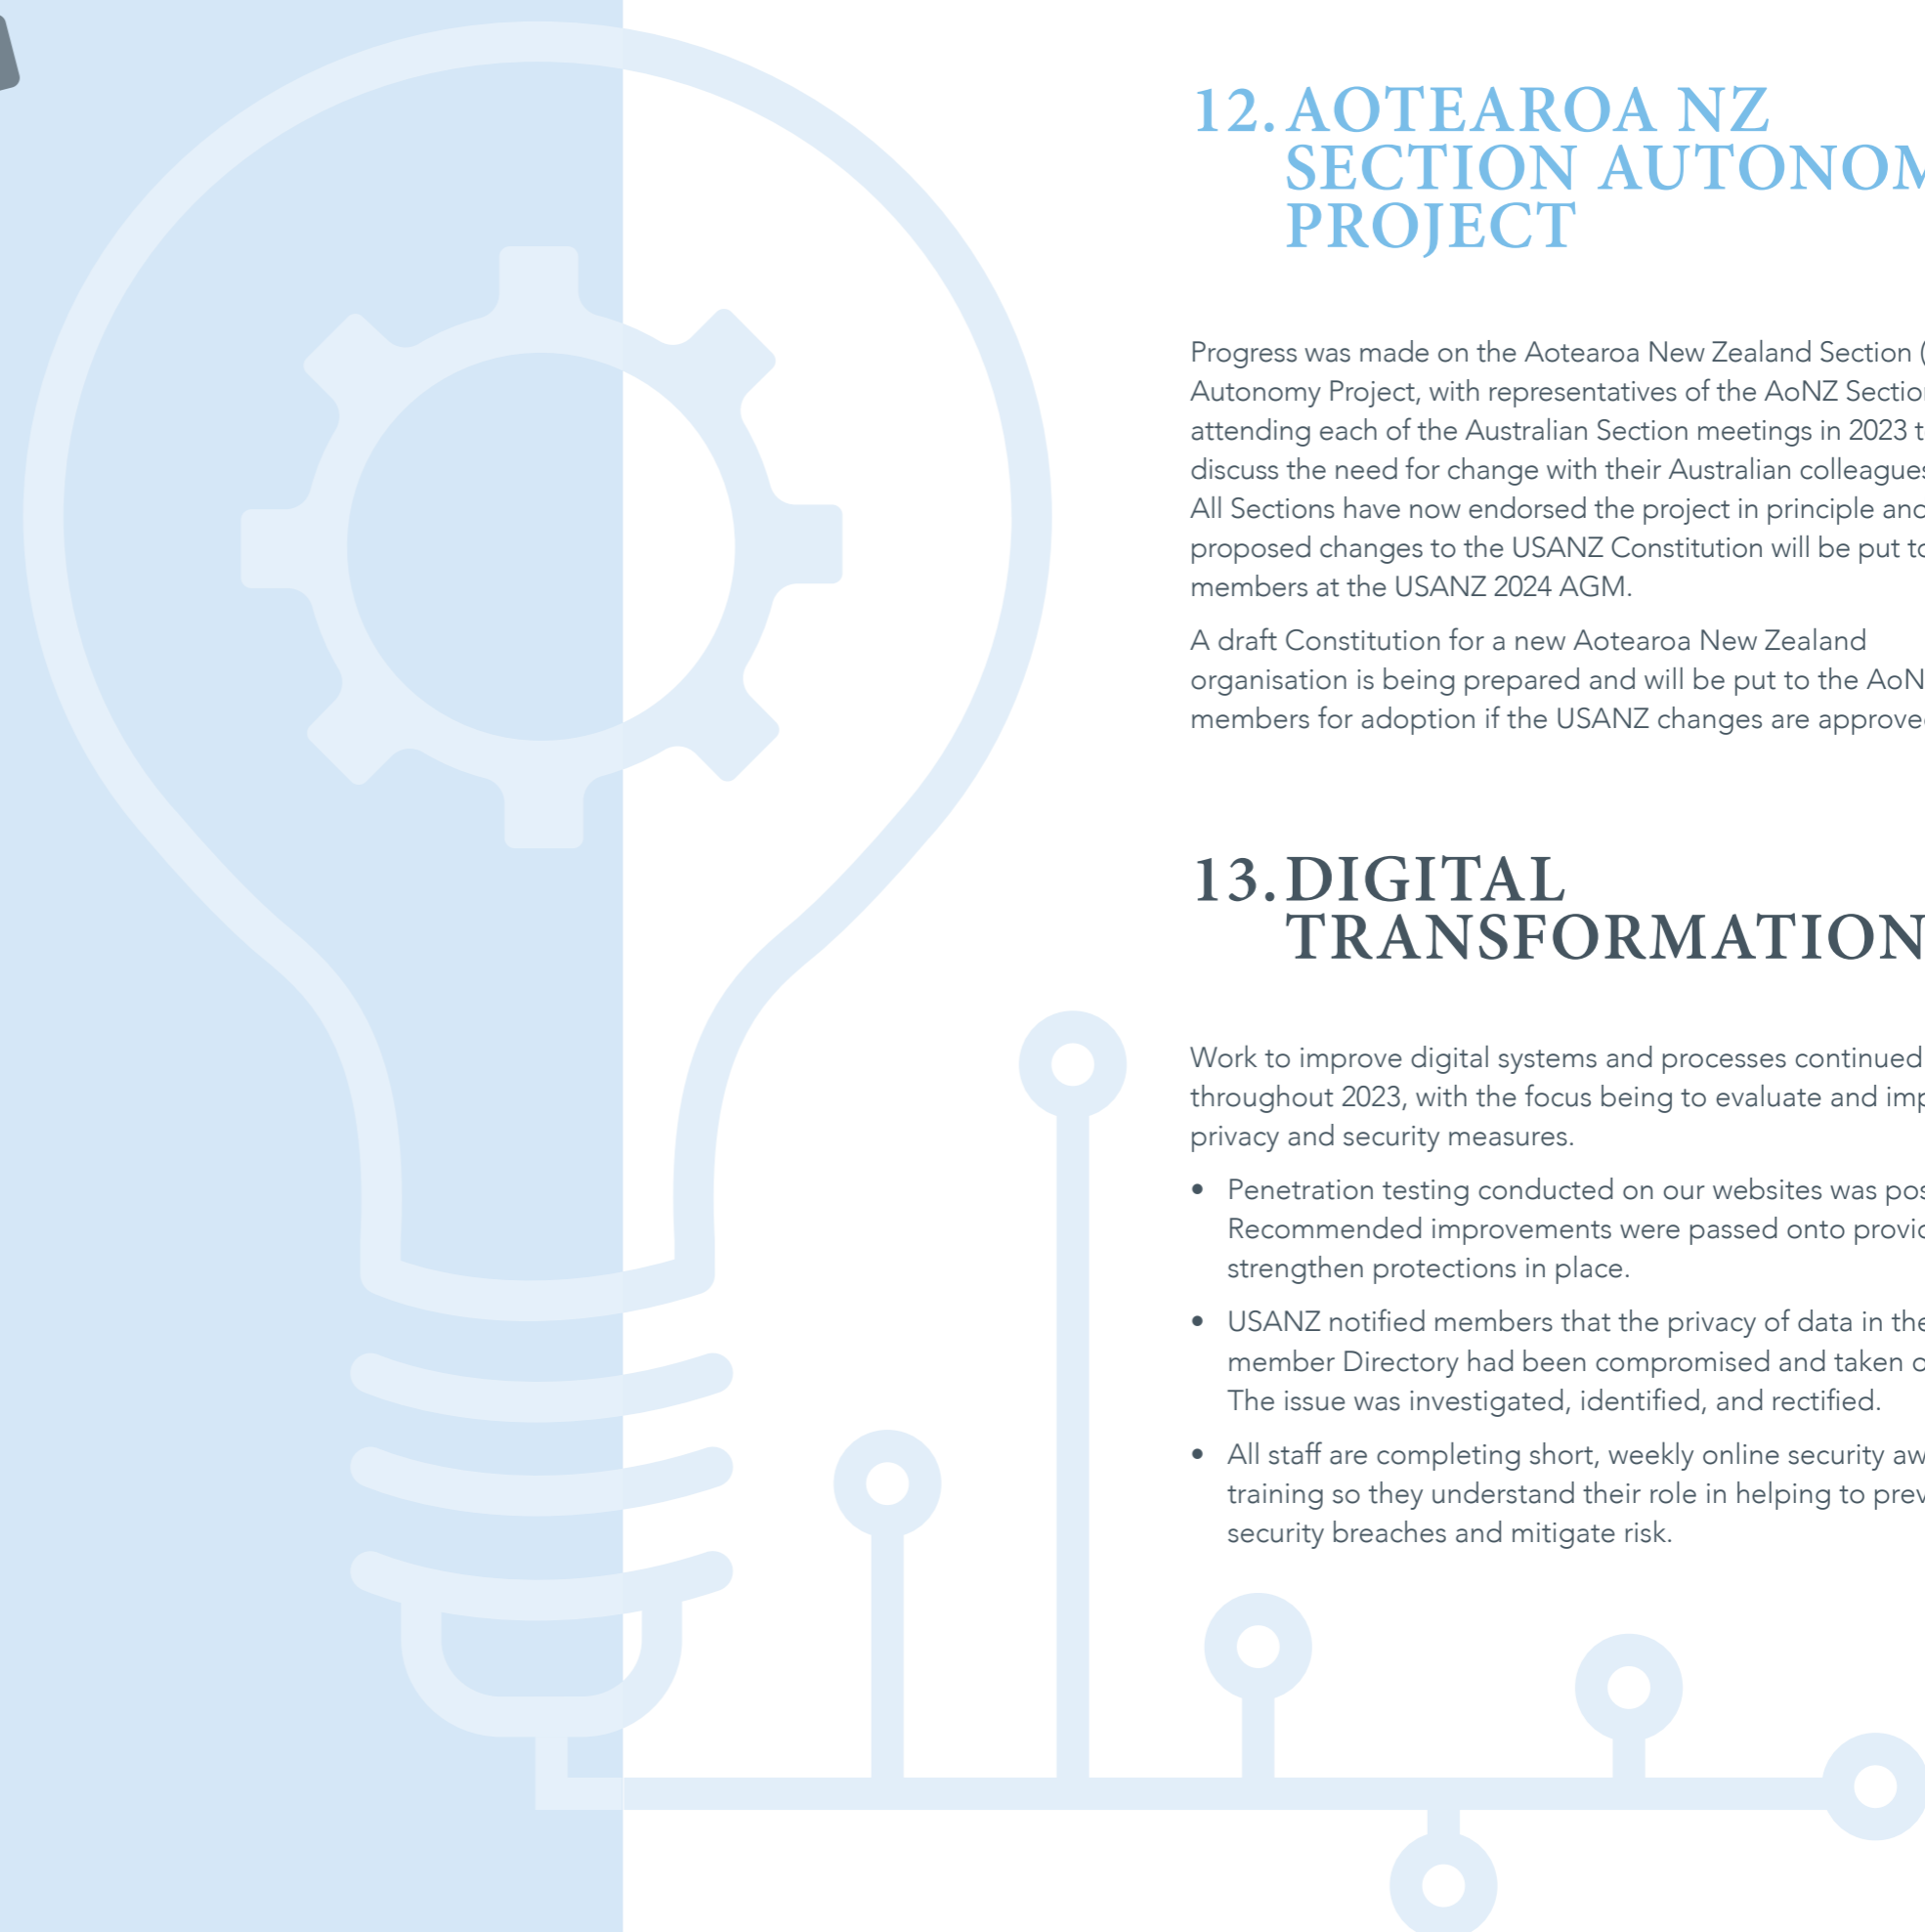 12. AOTEAROA NZ
SECTION AUTONOM
PROJECT
Progress was made on the Aotearoa New Zealand Section (
Autonomy Project, with representatives of the AoNZ Section
attending each of the Australian Section meetings in 2023 t
discuss the need for change with their Australian colleagues
All Sections have now endorsed the project in principle and
proposed changes to the USANZ Constitution will be put to
members at the USANZ 2024 AGM.
A draft Constitution for a new Aotearoa New Zealand
organisation is being prepared and will be put to the AoN
members for adoption if the USANZ changes are approved
13. DIGITAL
TRANSFORMATION
Work to improve digital systems and processes continued
throughout 2023, with the focus being to evaluate and imp
privacy and security measures.
• Penetration testing conducted on our websites was pos
Recommended improvements were passed onto provid
strengthen protections in place.
• USANZ notified members that the privacy of data in the
member Directory had been compromised and taken o
The issue was investigated, identified, and rectified.
• All staff are completing short, weekly online security aw
training so they understand their role in helping to prev
security breaches and mitigate risk.